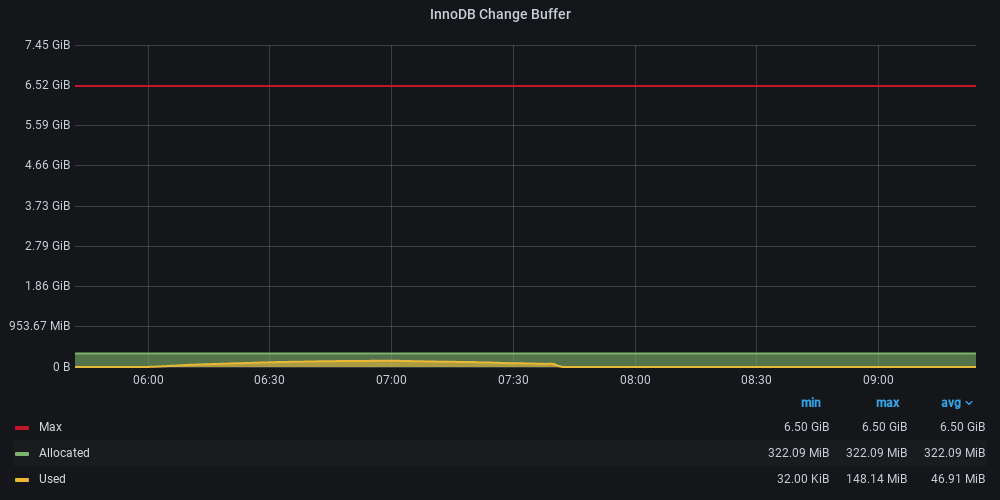 InnoDB Change Buffer
7.45 GiB
6.52 GiB
5.59 GiB
4.66 GiB
3.73 GiB
2.79 GiB
1.86 GiB
953.67 MiB
0 B
06:00 06:30 07:00 07:30 08:00 08:30 09:00
min max avg
Max 6.50 GiB 6.50 GiB 6.50 GiB
Allocated 322.09 MiB 322.09 MiB 322.09 MiB
Used 32.00 KiB 148.14 MiB 46.91 MiB